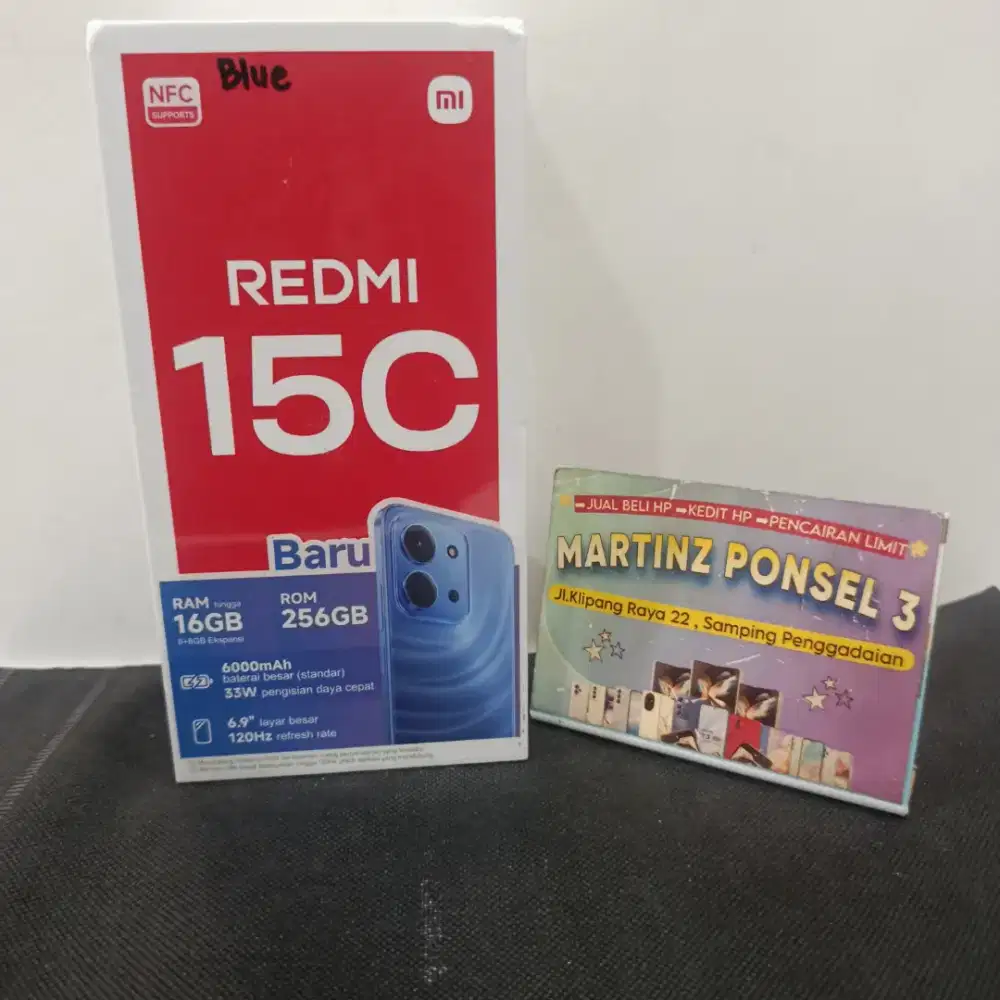 Blue
NFC
SUPPORTS
mi
REDMI
15C
Baru
RAM hingga
16GB
8+8GB Ekspansi
ROM
256GB
6000mAh
baterai besar (standar)
33W pengisian daya cepat
6.9" layar besar
120Hz refresh rate
JUAL BELI HP KEDIT HP PENCAIRAN LIMIT
MARTINZ PONSEL 3
Jl.Klipang Raya 22 , Samping Penggadaian